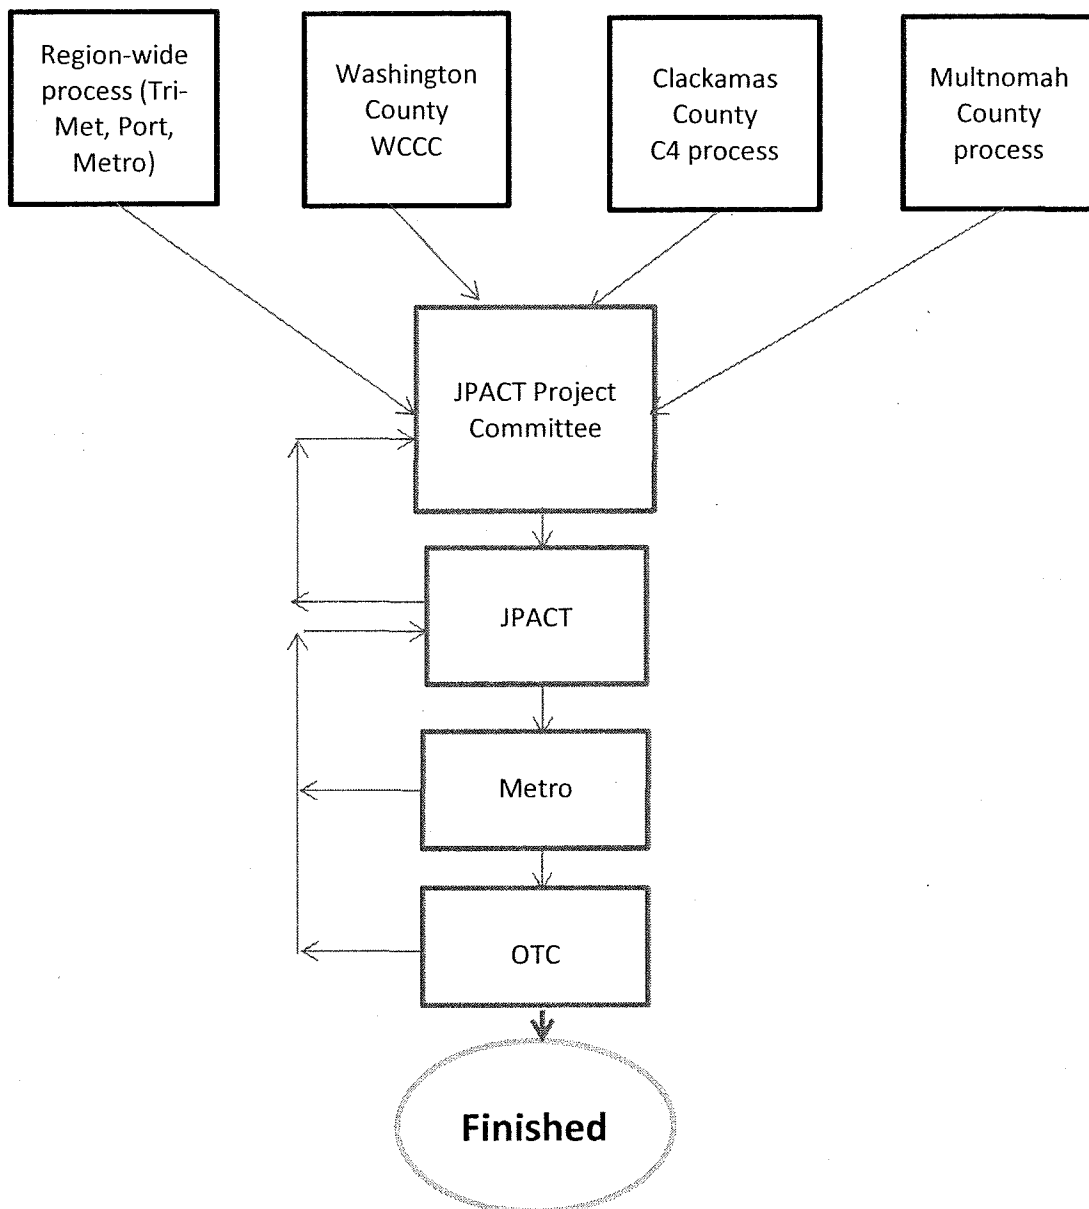 Region-wide
process (Tri-
Met, Port,
Metro)
Washington
County
WCCC
Clackamas
County
C4 process
Multnomah
County
process
JPACT Project
Committee
JPACT
Metro
OTC
Finished